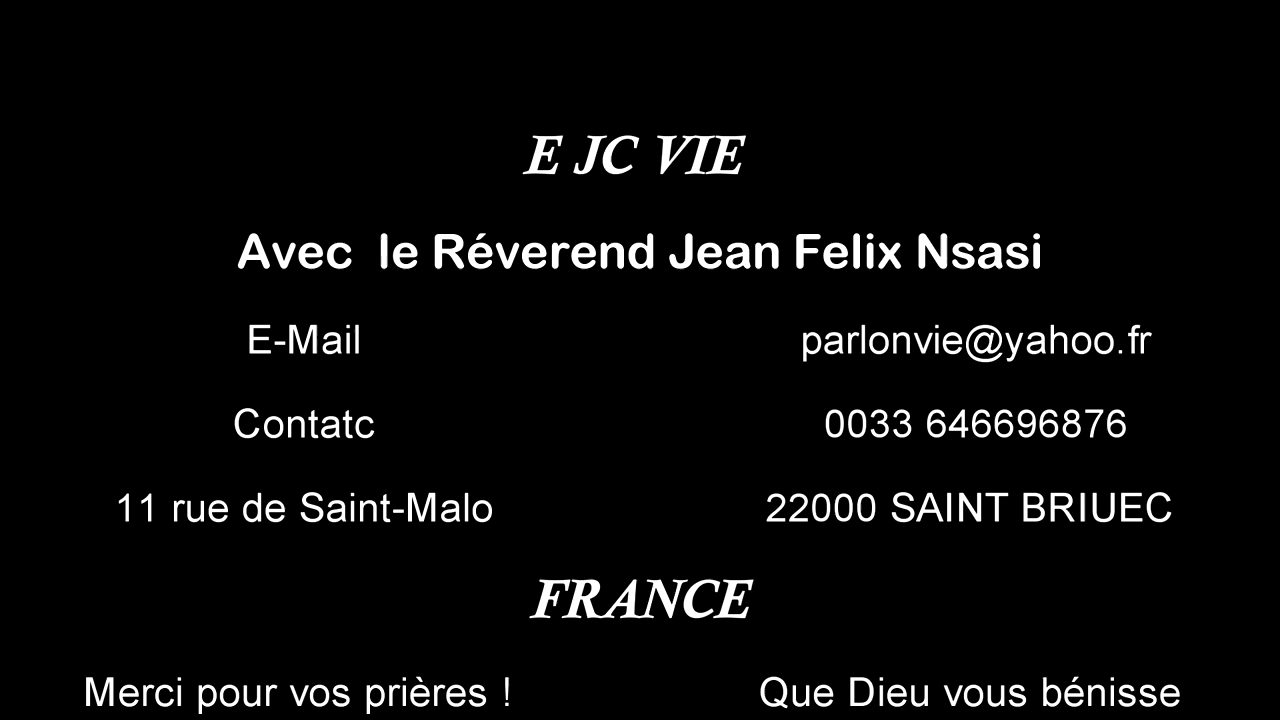 E JC VIE
Avec le Réverend Jean Felix Nsasi
E-Mail parlonvie@yahoo.fr
Contatc 0033 646696876
11 rue de Saint-Malo 22000 SAINT BRIUEC
FRANCE
Merci pour vos prières ! Que Dieu vous bénisse